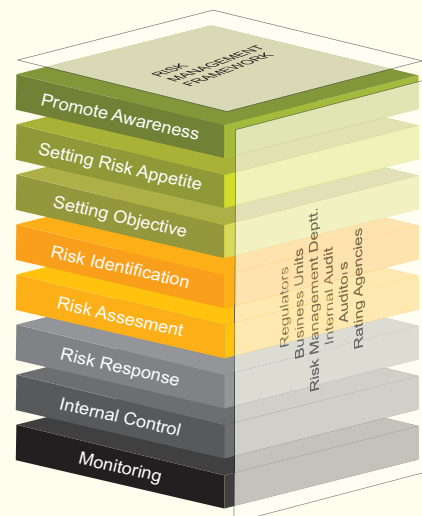 RISK
MANAGEMENT
FRAMEWORK
Promote Awareness
Setting Risk Appetite
Setting Objective
Risk Identification
Risk Assesment
Risk Response
Internal Control
Monitoring
Regulators
Business Units
Risk Management Deptt.
Internal Audit
Auditors
Rating Agencies